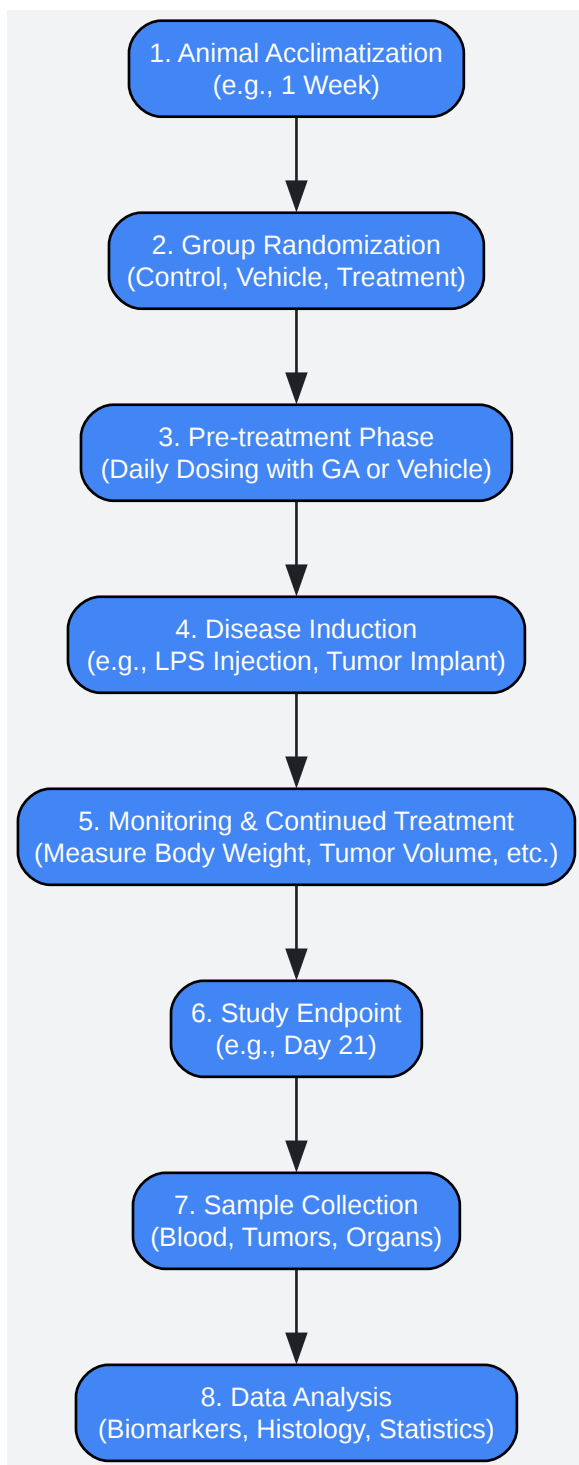 1. Animal Acclimatization
(e.g., 1 Week)
2. Group Randomization
(Control, Vehicle, Treatment)
3. Pre-treatment Phase
(Daily Dosing with GA or Vehicle)
4. Disease Induction
(e.g., LPS Injection, Tumor Implant)
5. Monitoring & Continued Treatment
(Measure Body Weight, Tumor Volume, etc.)
6. Study Endpoint
(e.g., Day 21)
7. Sample Collection
(Blood, Tumors, Organs)
8. Data Analysis
(Biomarkers, Histology, Statistics)